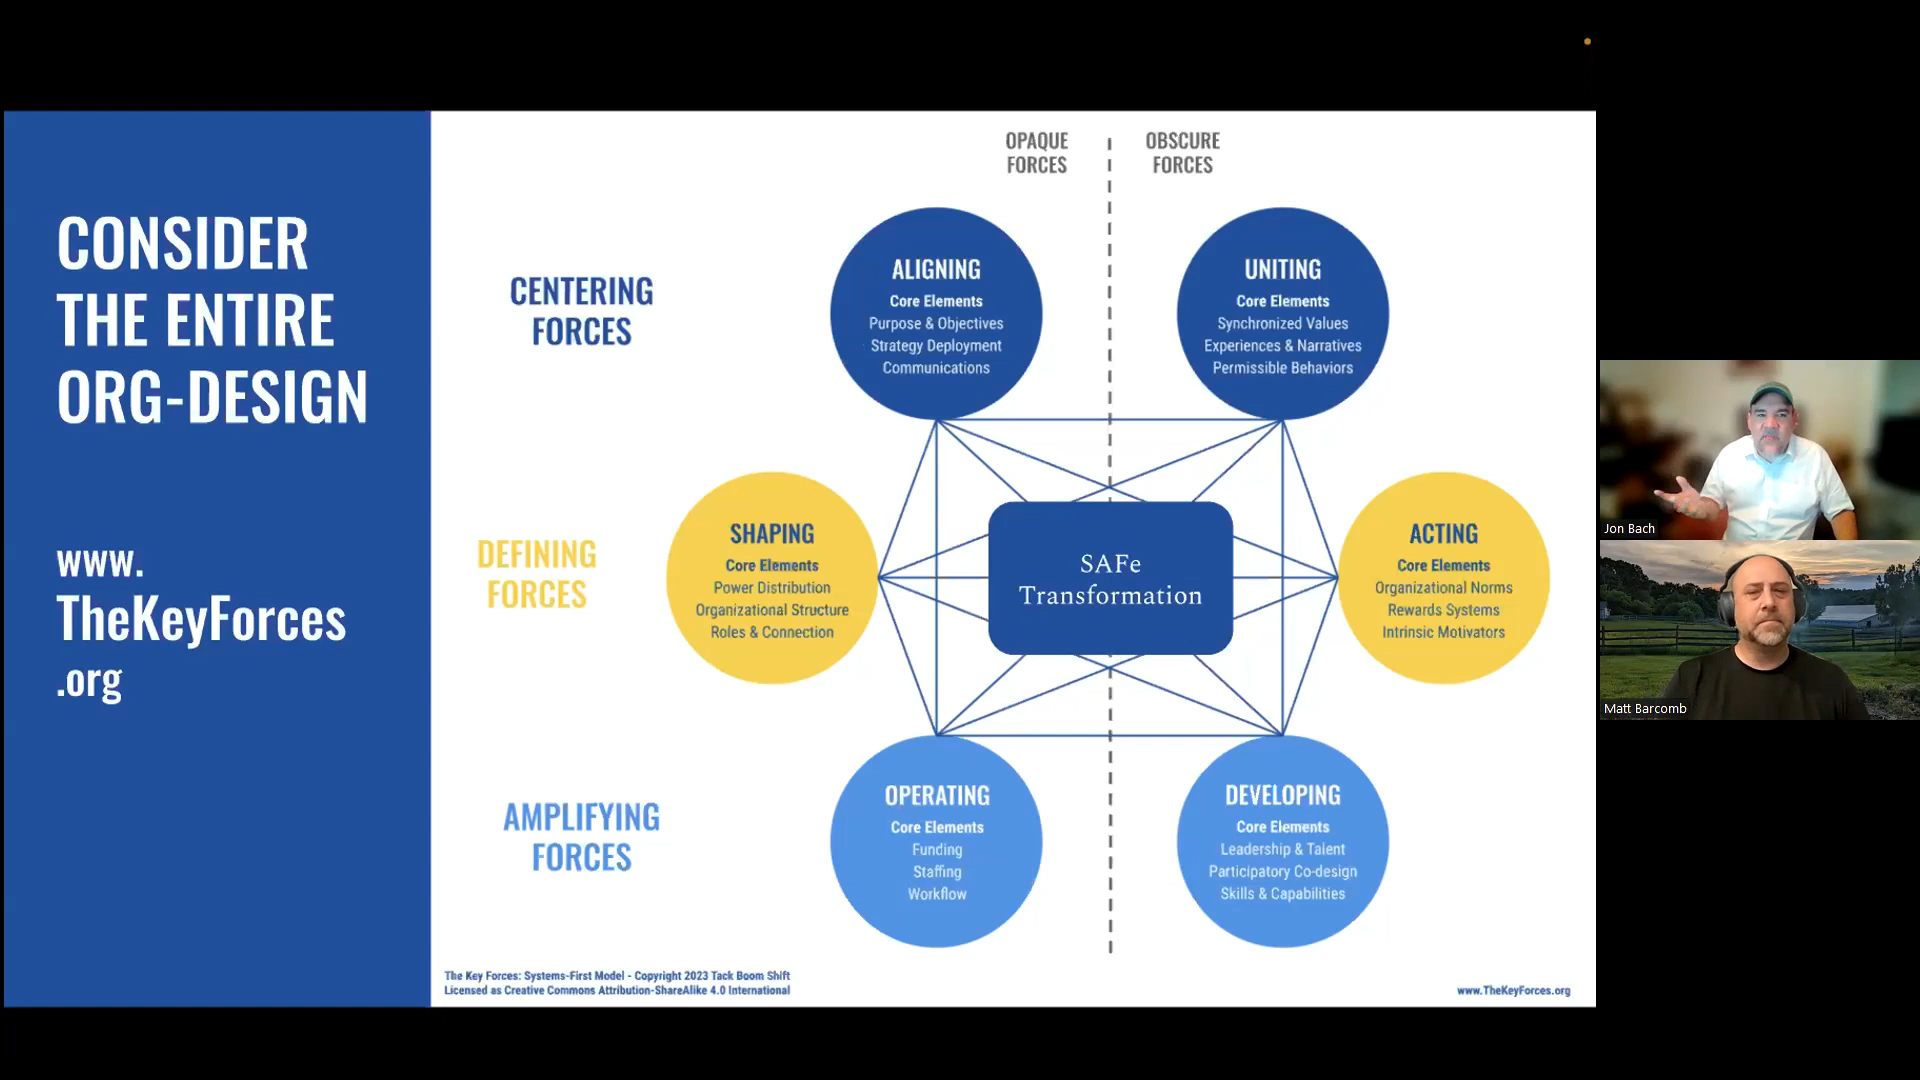 CONSIDER
THE ENTIRE
ORG-DESIGN
www.
TheKeyForces
.org
OPAQUE
FORCES
OBSCURE
FORCES
CENTERING
FORCES
ALIGNING
Core Elements
Purpose & Objectives
Strategy Deployment
Communications
UNITING
Core Elements
Synchronized Values
Experiences & Narratives
Permissible Behaviors
DEFINING
FORCES
SHAPING
Core Elements
Power Distribution
Organizational Structure
Roles & Connection
SAFe
Transformation
ACTING
Core Elements
Organizational Norms
Rewards Systems
Intrinsic Motivators
AMPLIFYING
FORCES
OPERATING
Core Elements
Funding
Staffing
Workflow
DEVELOPING
Core Elements
Leadership & Talent
Participatory Co-design
Skills & Capabilities
The Key Forces: Systems-First Model - Copyright 2023 Tack Boom Shift
Licensed as Creative Commons Attribution-ShareAlike 4.0 International
www.TheKeyForces.org
Jon Bach
Matt Barcomb